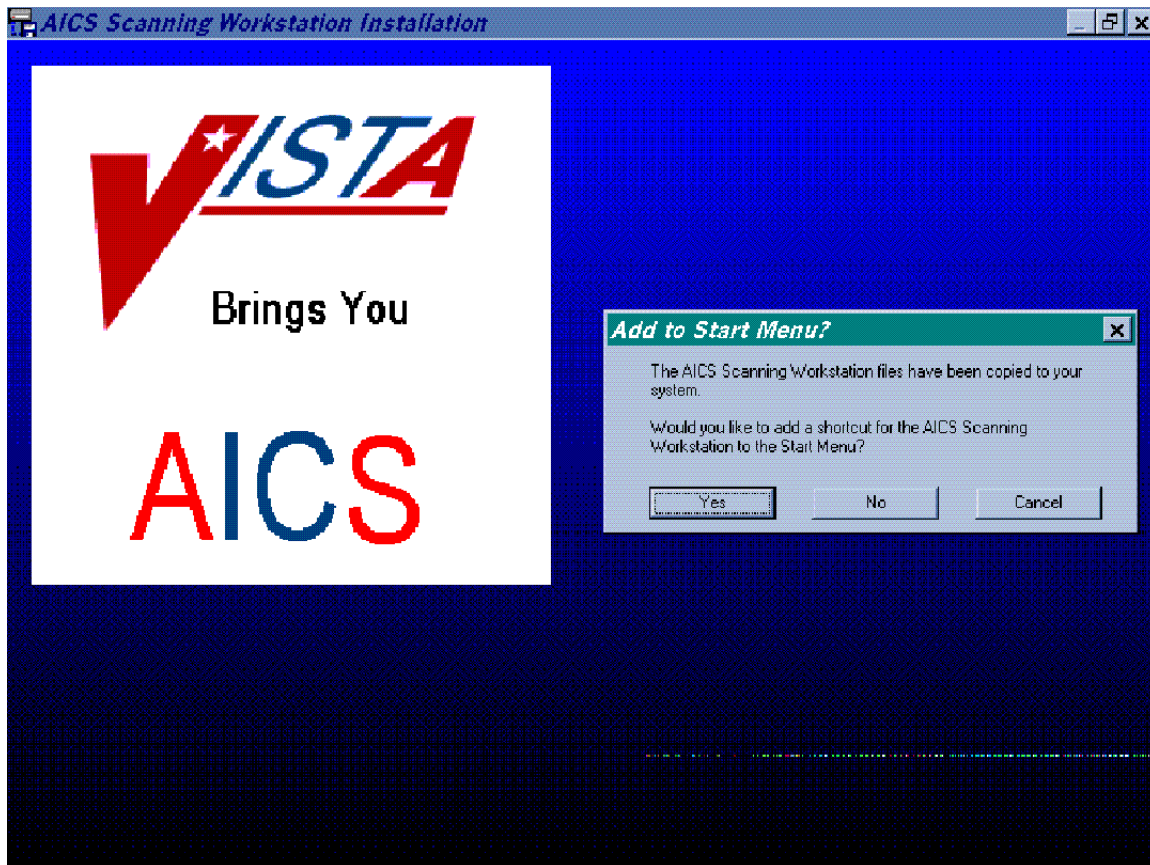 AICS Scanning Workstation Installation
VISTA
Brings You
AICS
Add to Start Menu?
The AICS Scanning Workstation files have been copied to your
system.
Would you like to add a shortcut for the AICS Scanning
Workstation to the Start Menu?
Yes No Cancel